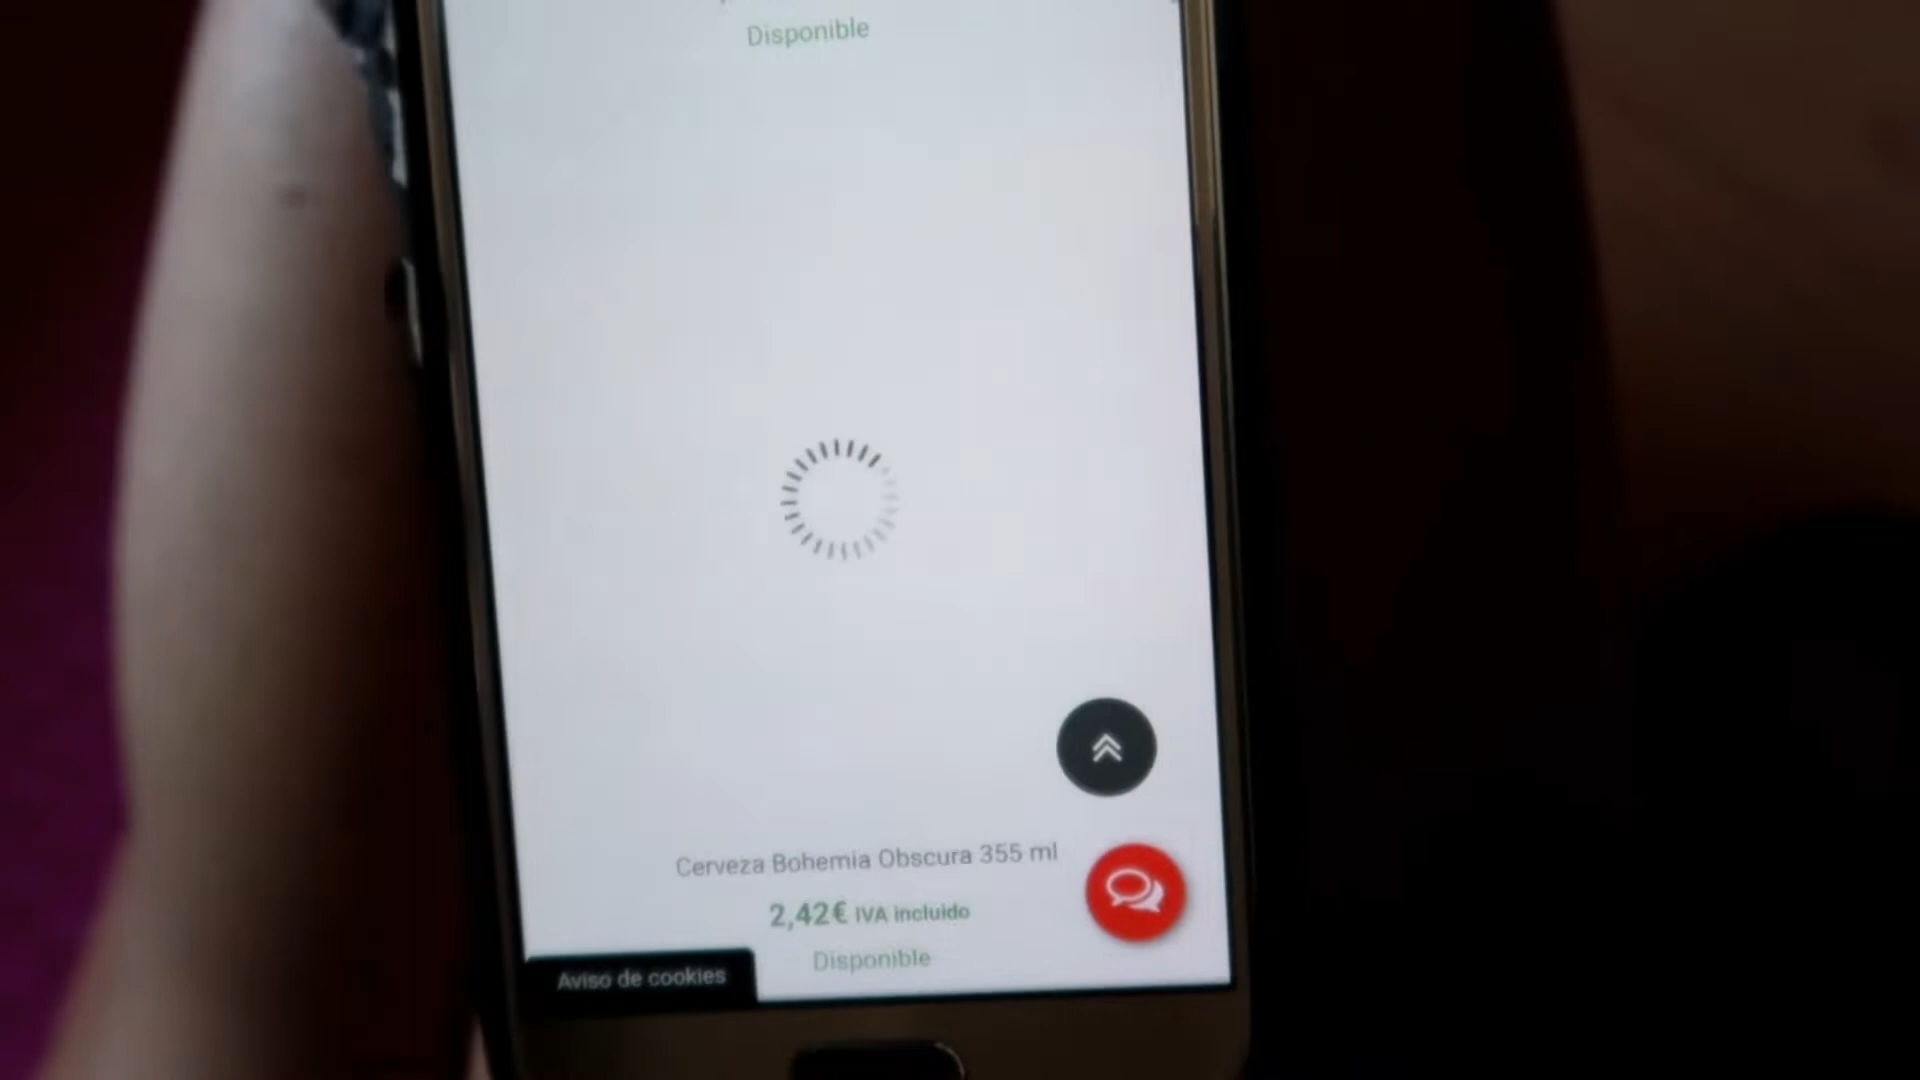 Disponible
Cerveza Bohemia Obscura 355 ml
2,42€ IVA incluido
Disponible
Aviso de cookies